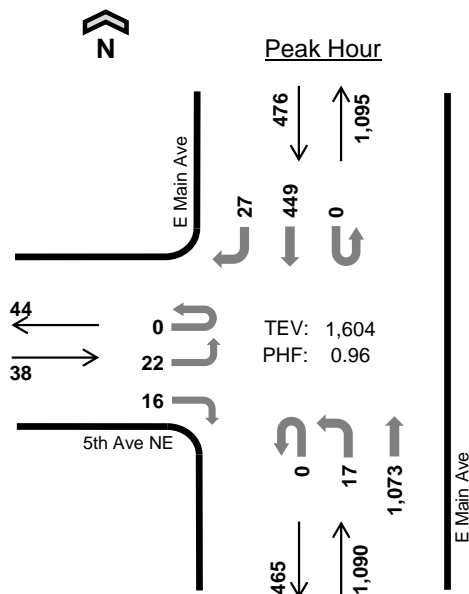 N
Peak Hour
476
1,095
E Main Ave
27
449
0
44
0
TEV: 1,604
38
22
PHF: 0.96
16
5th Ave NE
0
17
1,073
E Main Ave
465
1,090